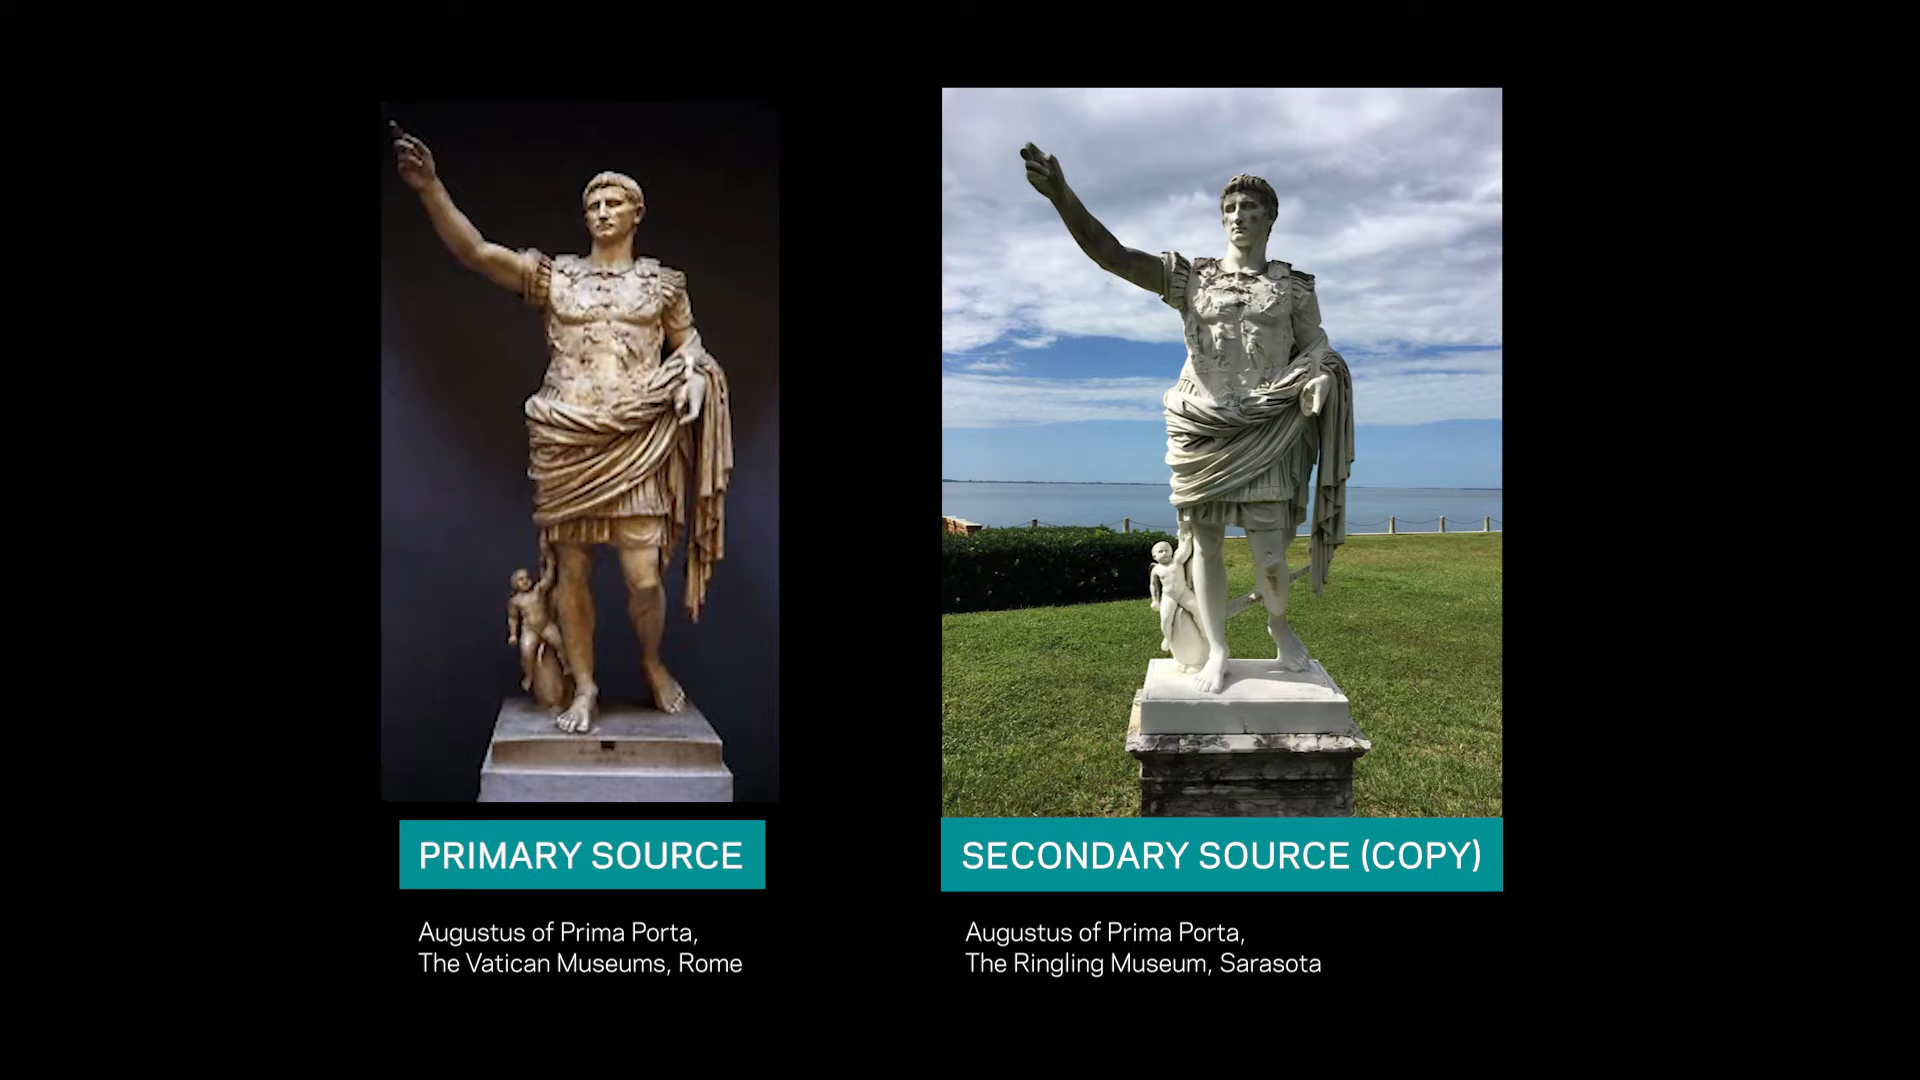 PRIMARY SOURCE
Augustus of Prima Porta,
The Vatican Museums, Rome
SECONDARY SOURCE (COPY)
Augustus of Prima Porta,
The Ringling Museum, Sarasota